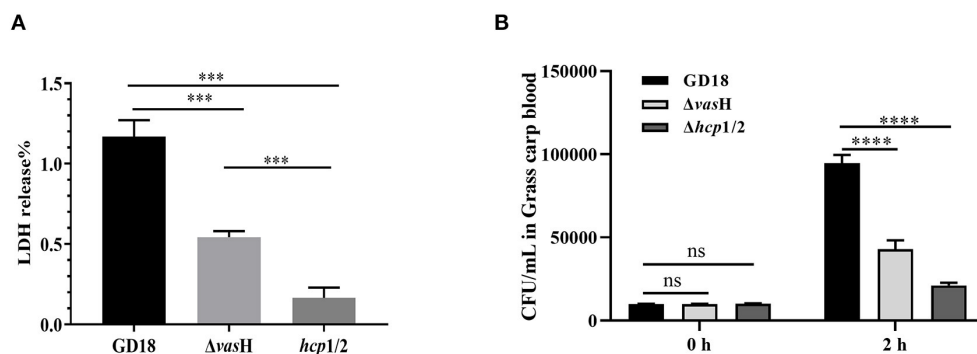 A
LDH release%
1.5
1.0
0.5
0.0
***
***
***
GD18
ΔvasH
hcp1/2
B
CFU/mL in Grass carp blood
150000
100000
50000
0
GD18
ΔvasH
Δhcp1/2
****
****
ns
ns
0 h
2 h